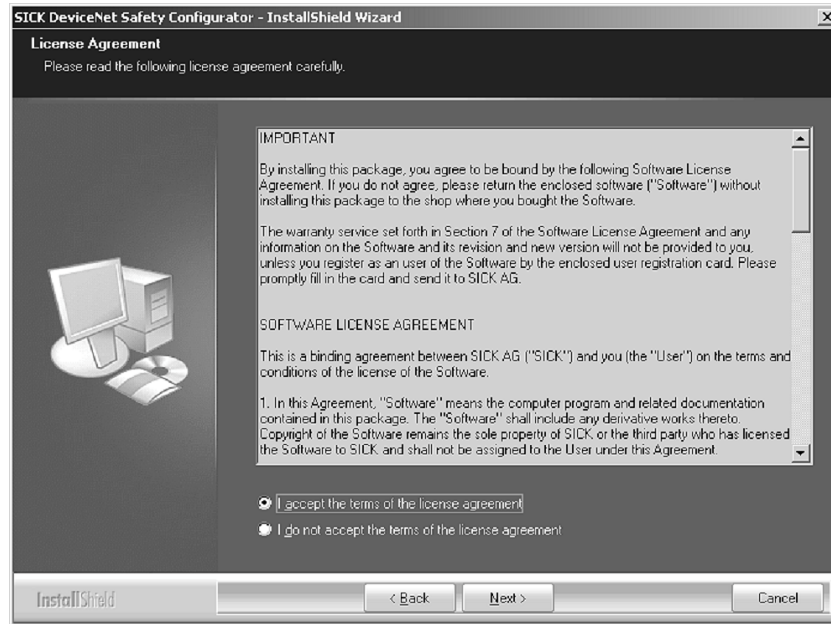 SICK DeviceNet Safety Configurator - InstallShield Wizard
License Agreement
Please read the following license agreement carefully.
IMPORTANT
By installing this package, you agree to be bound by the following Software License
Agreement. If you do not agree, please return the enclosed software ("Software") without
installing this package to the shop where you bought the Software.
The warranty service set forth in Section 7 of the Software License Agreement and any
information on the Software and its revision and new version will not be provided to you,
unless you register as an user of the Software by the enclosed user registration card. Please
promptly fill in the card and send it to SICK AG.
SOFTWARE LICENSE AGREEMENT
This is a binding agreement between SICK AG ("SICK") and you (the "User") on the terms and
conditions of the license of the Software.
1. In this Agreement, "Software" means the computer program and related documentation
contained in this package. The "Software" shall include any derivative works thereto.
Copyright of the Software remains the sole property of SICK or the third party who has licensed
the Software to SICK and shall not be assigned to the User under this Agreement.
I accept the terms of the license agreement
I do not accept the terms of the license agreement
InstallShield
< Back
Next >
Cancel